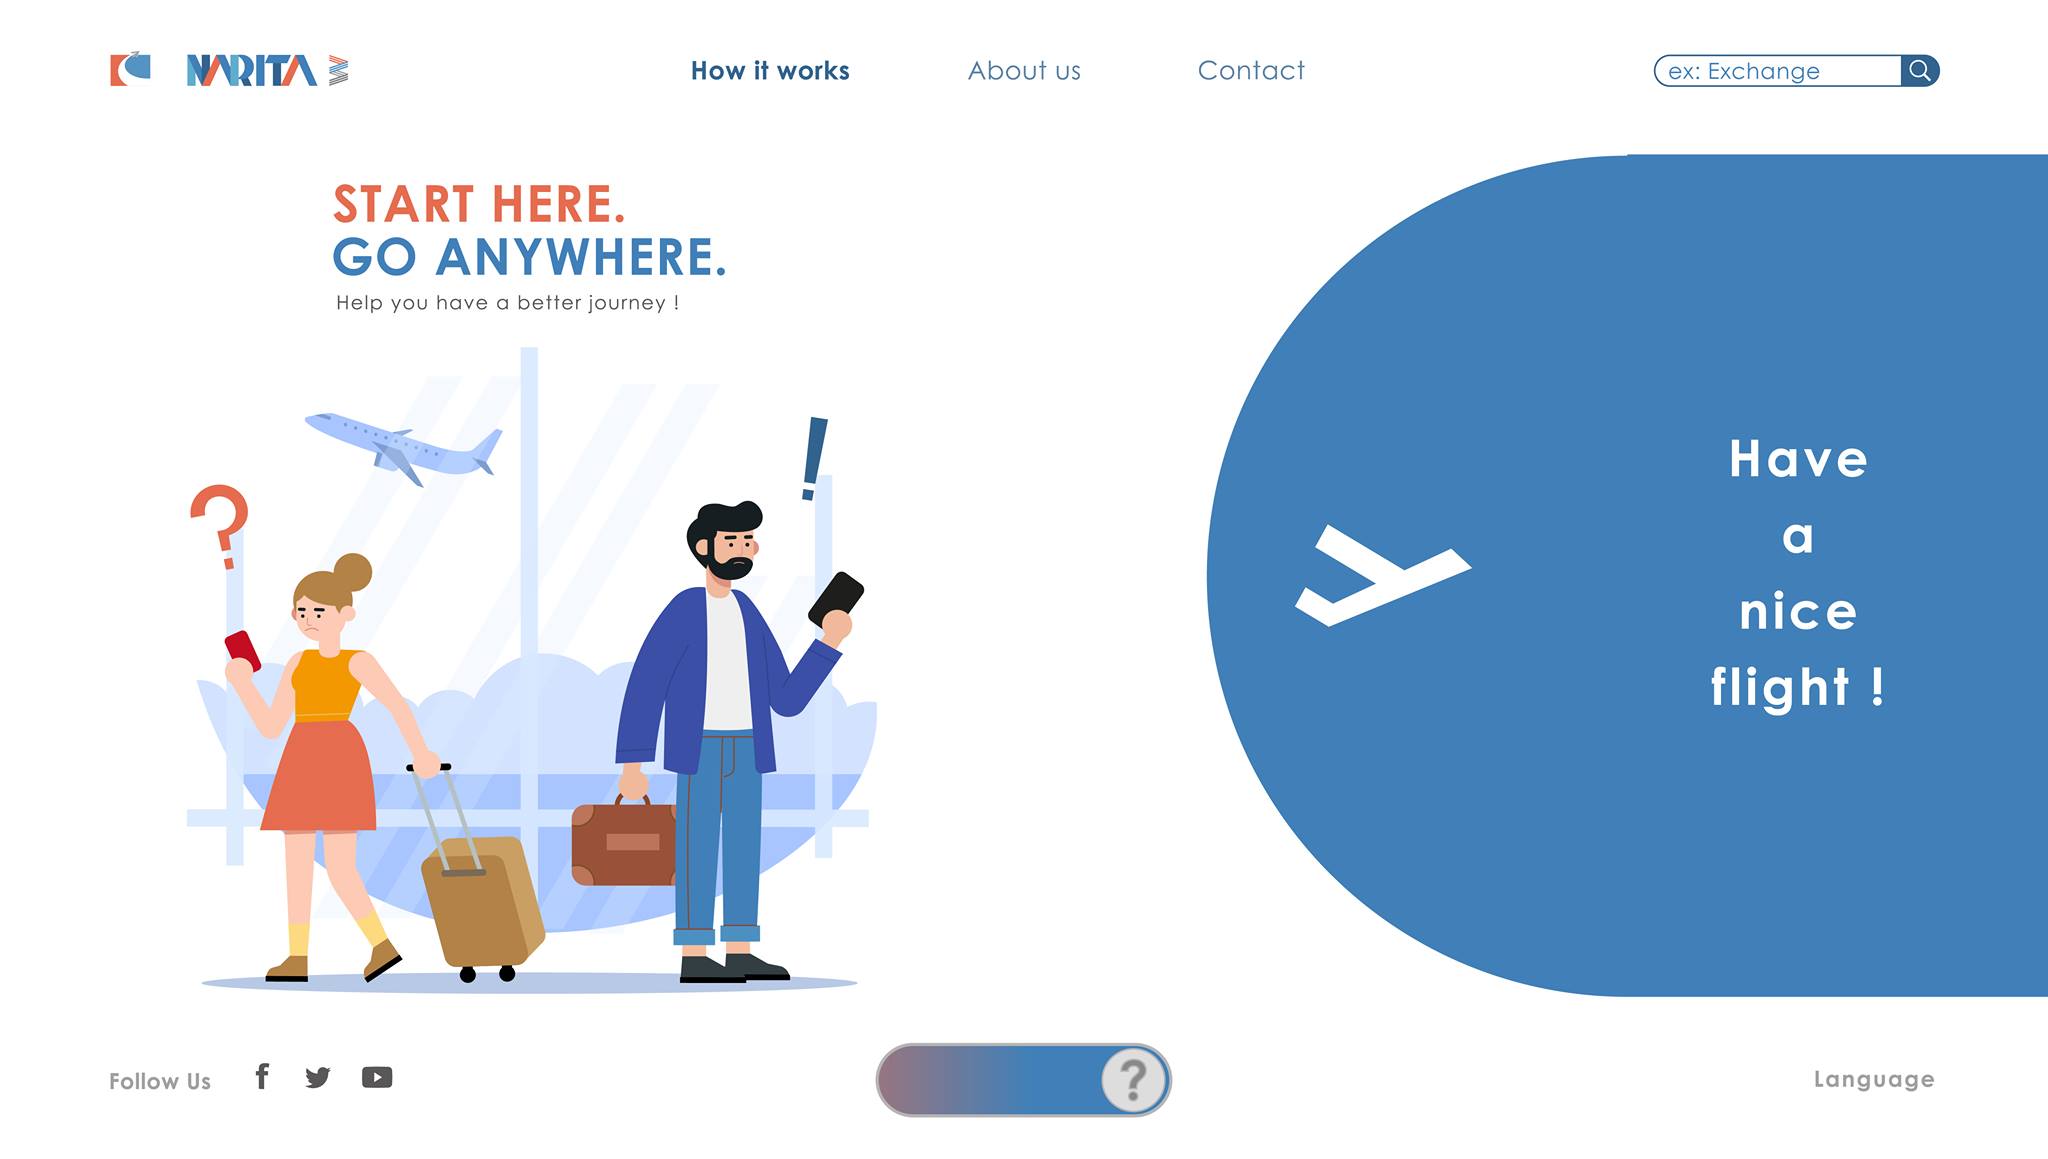 NARITA
How it works
About us
Contact
ex: Exchange
START HERE.
GO ANYWHERE.
Help you have a better journey !
?
!
Have
a
nice
flight !
Follow Us
?
Language